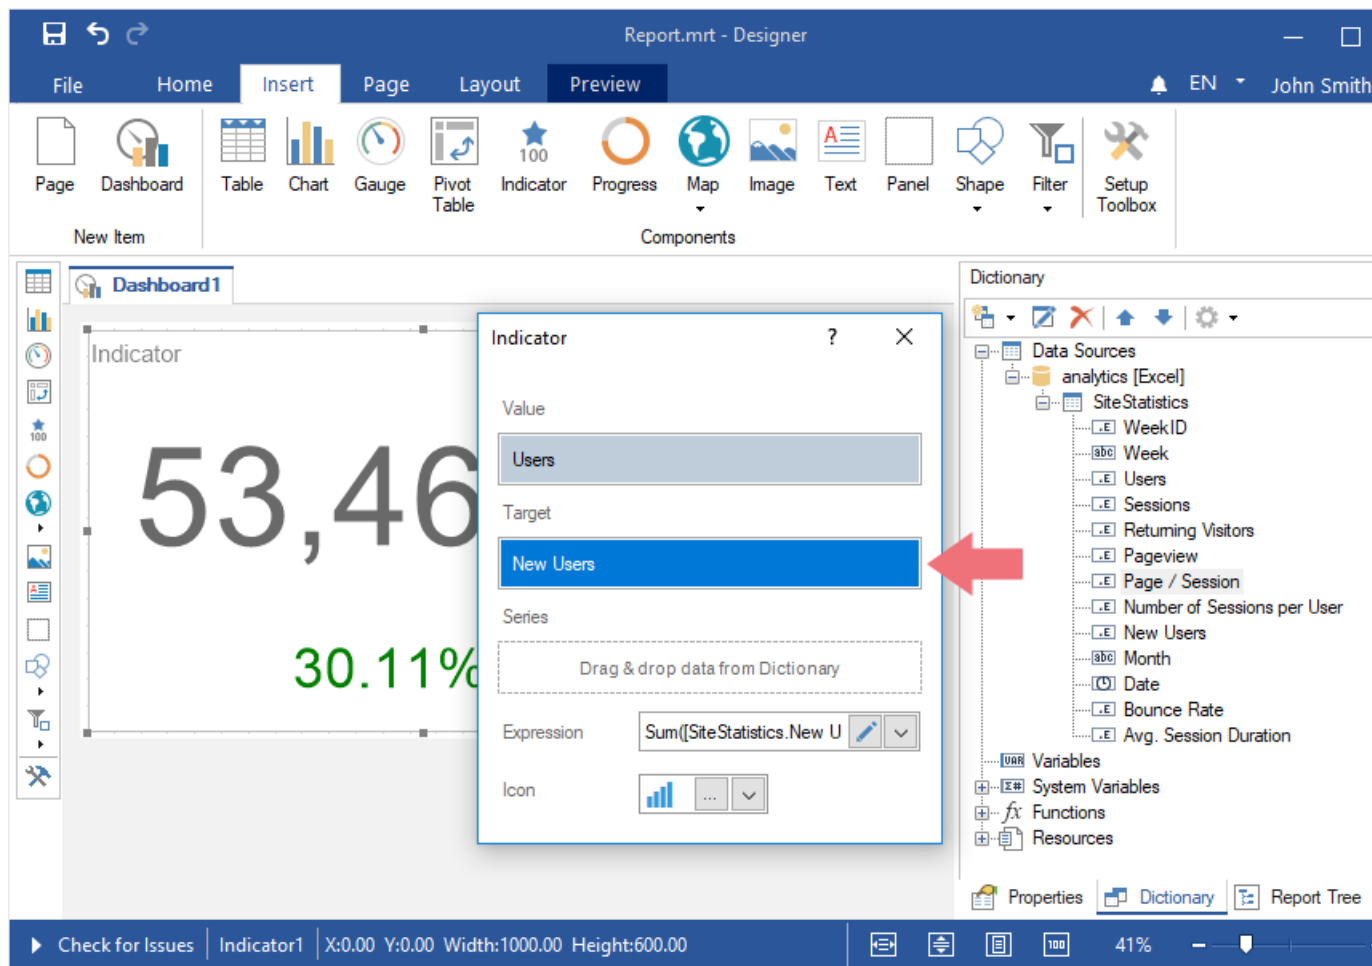 Report.mrt - Designer
File Home Insert Page Layout Preview EN John Smith
Page Dashboard Table Chart Gauge Pivot Table Indicator Progress Map Image Text Panel Shape Filter Setup Toolbox
New Item Components
Dashboard1
Indicator
53,46
30.11%
Indicator ?
Value
Users
Target
New Users
Series
Drag & drop data from Dictionary
Expression Sum([SiteStatistics.New U
Icon ...
Dictionary
Data Sources
analytics [Excel]
SiteStatistics
WeekID
Week
Users
Sessions
Returning Visitors
Pageview
Page / Session
Number of Sessions per User
New Users
Month
Date
Bounce Rate
Avg. Session Duration
Variables
System Variables
Functions
Resources
Properties Dictionary Report Tree
Check for Issues Indicator1 X:0.00 Y:0.00 Width:1000.00 Height:600.00 100 41%